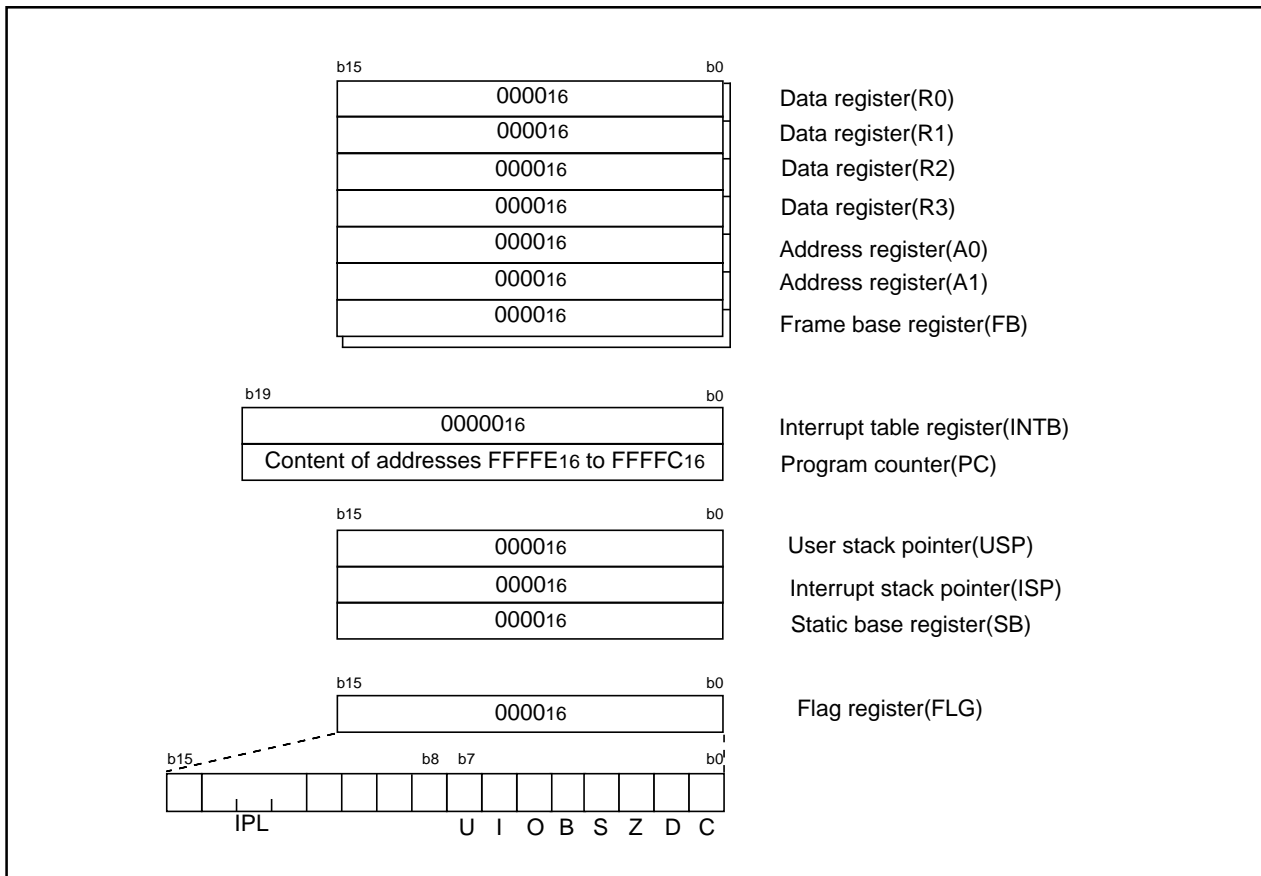 b15 b0
000016 Data register(R0)
000016 Data register(R1)
000016 Data register(R2)
000016 Data register(R3)
000016 Address register(A0)
000016 Address register(A1)
000016 Frame base register(FB)
b19 b0
0000016 Interrupt table register(INTB)
Content of addresses FFFFE16 to FFFFC16 Program counter(PC)
b15 b0
000016 User stack pointer(USP)
000016 Interrupt stack pointer(ISP)
000016 Static base register(SB)
b15 b0
000016 Flag register(FLG)
b15 b8 b7 b0
IPL U I O B S Z D C